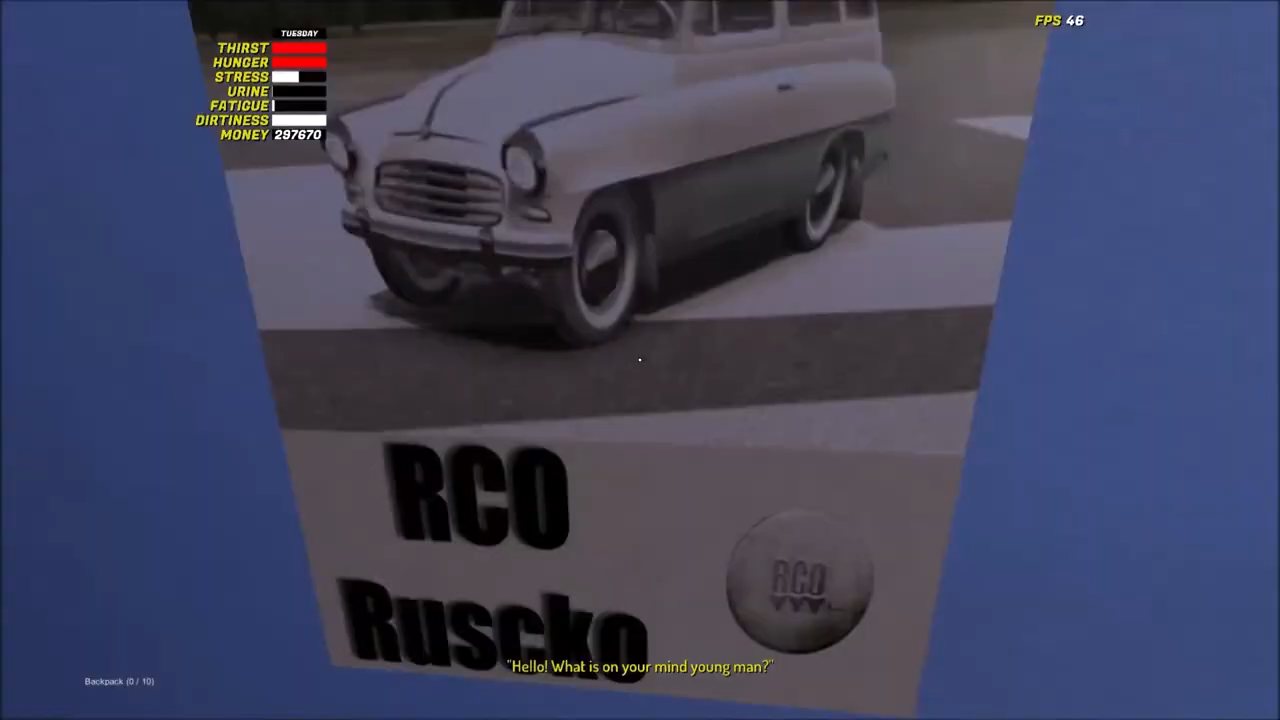 TUESDAY
FPS 46
THIRST
HUNGER
STRESS
URINE
FATIGUE
DIRTINESS
MONEY 297670
RCO
RCO
Ruscko
"Hello! What is on your mind young man?"
Backpack (0 / 10)